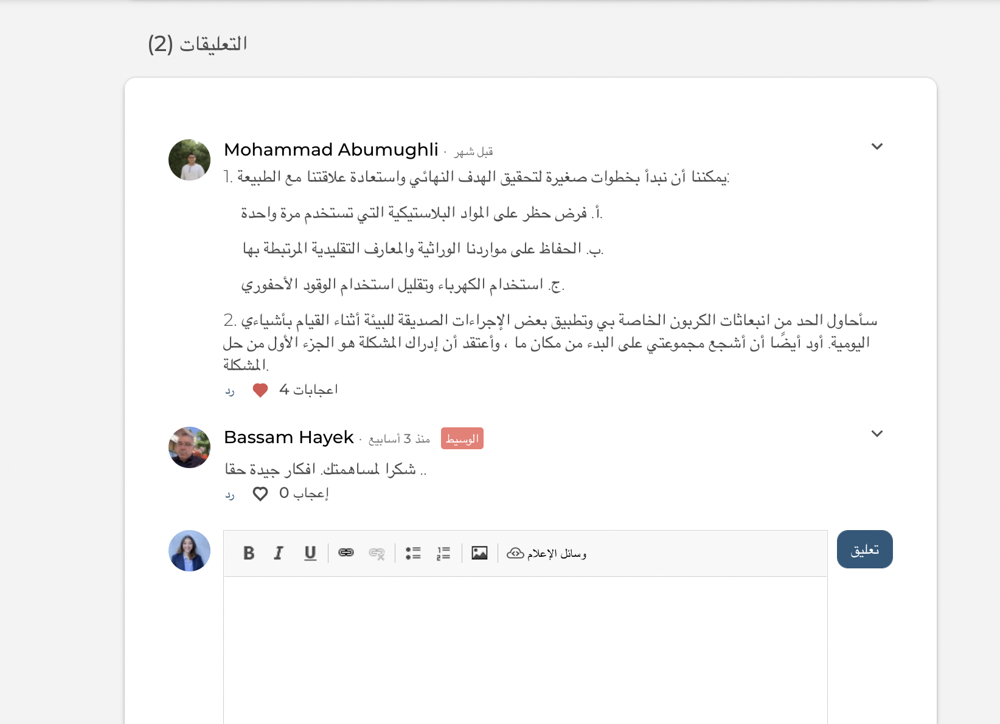 التعليقات (2)
Mohammad Abumughli · قبل شهر
1. يمكننا أن نبدأ بخطوات صغيرة لتحقيق الهدف النهائي واستعادة علاقتنا مع الطبيعة:
أ. فرض حظر على المواد البلاستيكية التي تستخدم مرة واحدة.
ب. الحفاظ على مواردنا الوراثية والمعارف التقليدية المرتبطة بها.
ج. استخدام الكهرباء وتقليل استخدام الوقود الأحفوري.
2. سأحاول الحد من انبعاثات الكربون الخاصة بي وتطبيق بعض الإجراءات الصديقة للبيئة أثناء القيام بأشياءي
اليومية. أود أيضًا أن أشجع مجموعتي على البدء من مكان ما ، وأعتقد أن إدراك المشكلة هو الجزء الأول من حل
المشكلة.
رد 4 اعجابات
Bassam Hayek · منذ 3 أسابيع الوسيط
شكرا لمساهمتك. افكار جيدة حقا ..
رد 0 إعجاب
B I U وسائل الإعلام تعليق